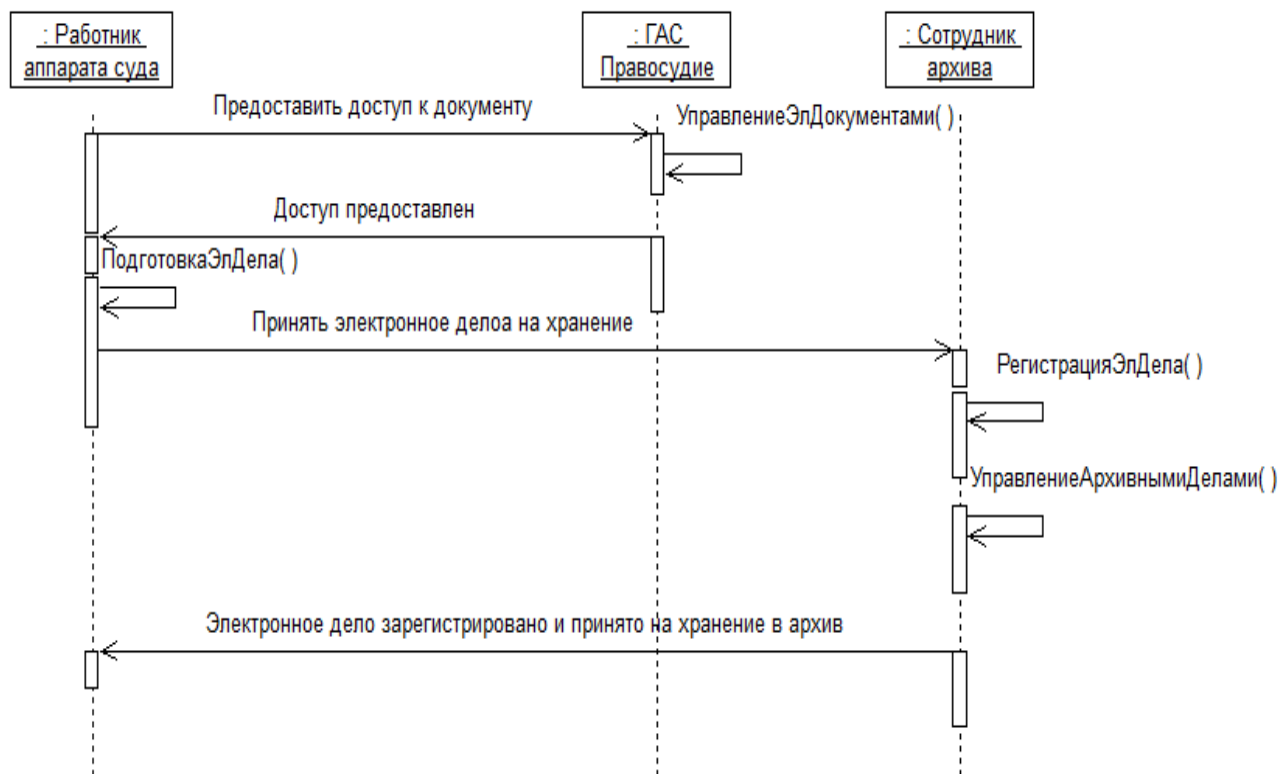 : Работник
аппарата суда
: ГАС
Правосудие
: Сотрудник
архива
Предоставить доступ к документу
УправлениеЭлДокументами( )
Доступ предоставлен
ПодготовкаЭлДела( )
Принять электронное делоа на хранение
РегистрацияЭлДела( )
УправлениеАрхивнымиДелами( )
Электронное дело зарегистрировано и принято на хранение в архив